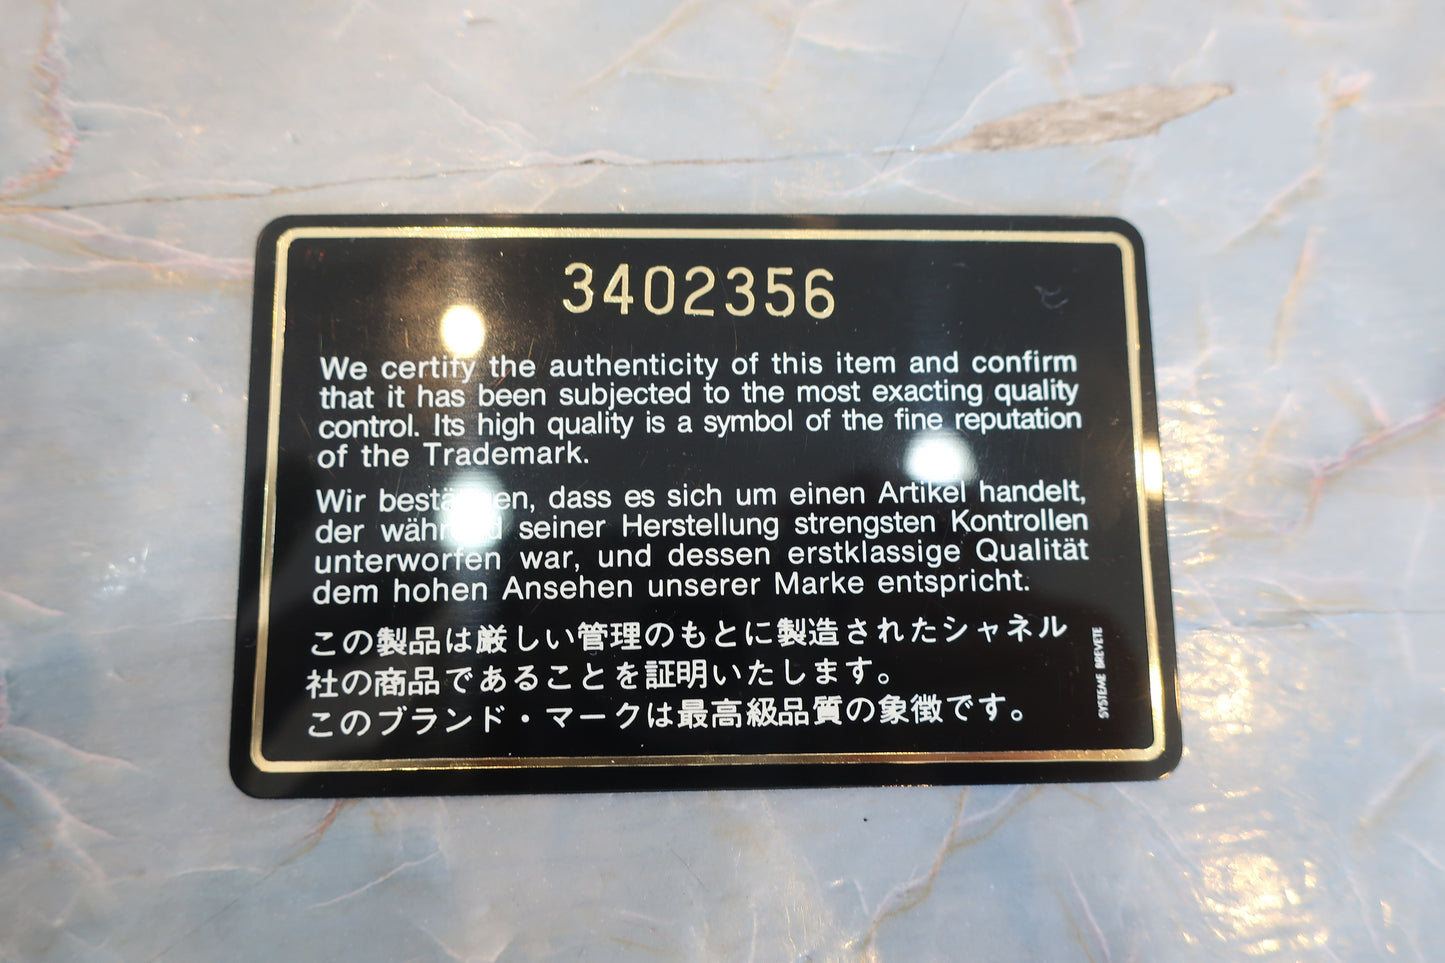 3402356
We certify the authenticity of this item and confirm
that it has been subjected to the most exacting quality
control. Its high quality is a symbol of the fine reputation
of the Trademark.
Wir bestätigen, dass es sich um einen Artikel handelt,
der während seiner Herstellung strengsten Kontrollen
unterworfen war, und dessen erstklassige Qualität
dem hohen Ansehen unserer Marke entspricht.
この製品は厳しい管理のもとに製造されたシャネル
社の商品であることを証明いたします。
このブランド・マークは最高級品質の象徴です。
SYSTEME BREVETE